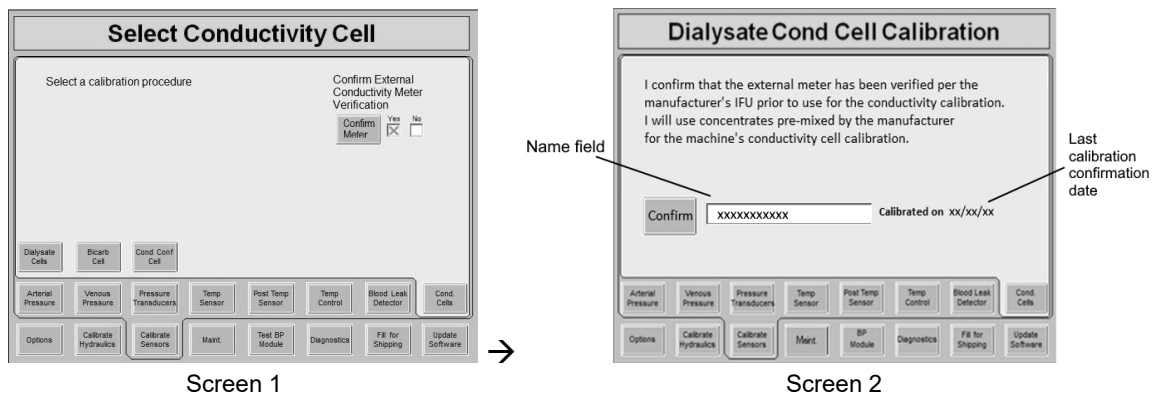 Select Conductivity Cell
Select a calibration procedure
Confirm External
Conductivity Meter
Verification
Confirm
Meter
Yes
No
Dialysate
Cells
Bicarb
Cell
Cond Conf
Cell
Arterial
Pressure
Venous
Pressure
Pressure
Transducers
Temp
Sensor
Post Temp
Sensor
Temp
Control
Blood Leak
Detector
Cond.
Cells
Options
Calibrate
Hydraulics
Calibrate
Sensors
Maint.
Test BP
Module
Diagnostics
Fill for
Shipping
Update
Software
Screen 1
→
Dialysate Cond Cell Calibration
I confirm that the external meter has been verified per the
manufacturer's IFU prior to use for the conductivity calibration.
I will use concentrates pre-mixed by the manufacturer
for the machine's conductivity cell calibration.
Name field
Last
calibration
confirmation
date
Confirm
xxxxxxxxxxx
Calibrated on xx/xx/xx
Arterial
Pressure
Venous
Pressure
Pressure
Transducers
Temp
Sensor
Post Temp
Sensor
Temp
Control
Blood Leak
Detector
Cond.
Cells
Options
Calibrate
Hydraulics
Calibrate
Sensors
Maint.
BP
Module
Diagnostics
Fill for
Shipping
Update
Software
Screen 2